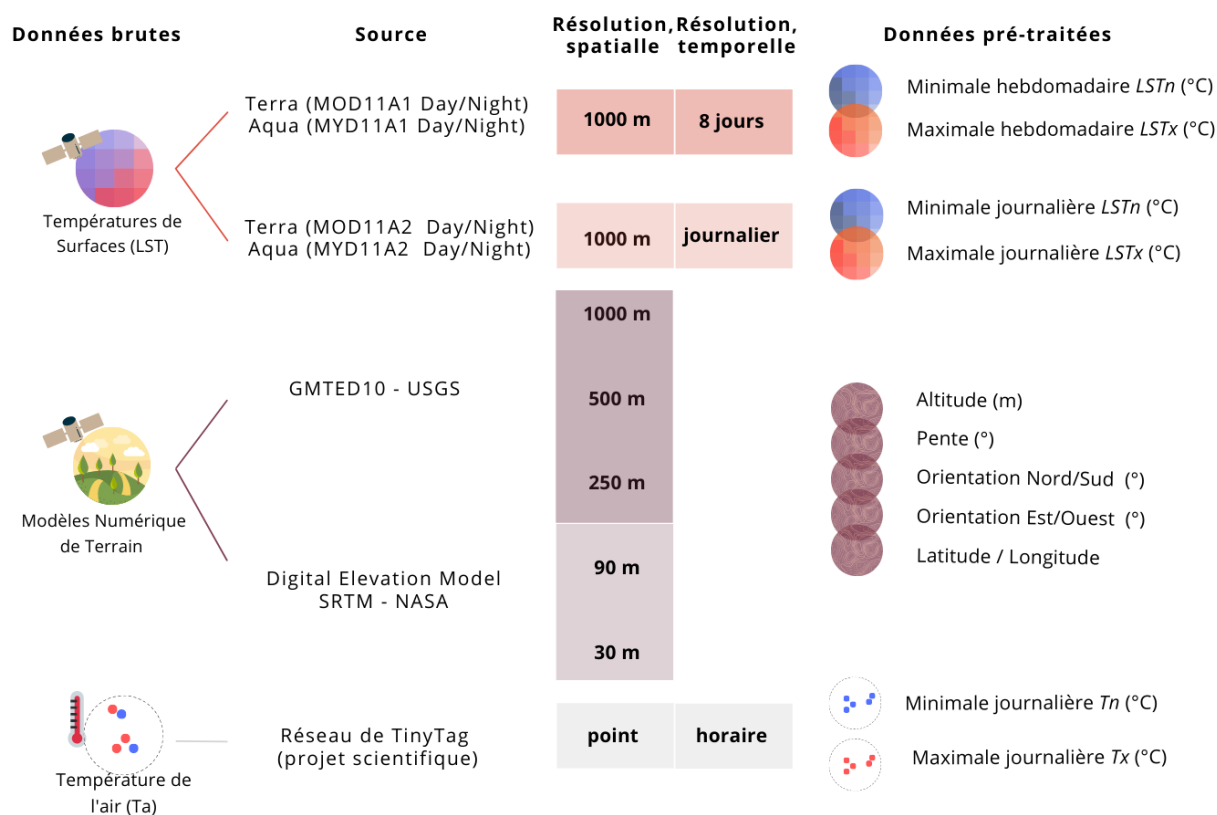 Données brutes
Source
Résolution,
spatialle
Résolution,
temporelle
Données pré-traitées
Températures de
Surfaces (LST)
Terra (MOD11A1 Day/Night)
Aqua (MYD11A1 Day/Night)
1000 m
8 jours
Minimale hebdomadaire LSTn (°C)
Maximale hebdomadaire LSTx (°C)
Terra (MOD11A2 Day/Night)
Aqua (MYD11A2 Day/Night)
1000 m
journalier
Minimale journalière LSTn (°C)
Maximale journalière LSTx (°C)
Modèles Numérique
de Terrain
GMTED10 - USGS
1000 m
500 m
250 m
Digital Elevation Model
SRTM - NASA
90 m
30 m
Altitude (m)
Pente (°)
Orientation Nord/Sud (°)
Orientation Est/Ouest (°)
Latitude / Longitude
Température de
l'air (Ta)
Réseau de TinyTag
(projet scientifique)
point
horaire
Minimale journalière Tn (°C)
Maximale journalière Tx (°C)